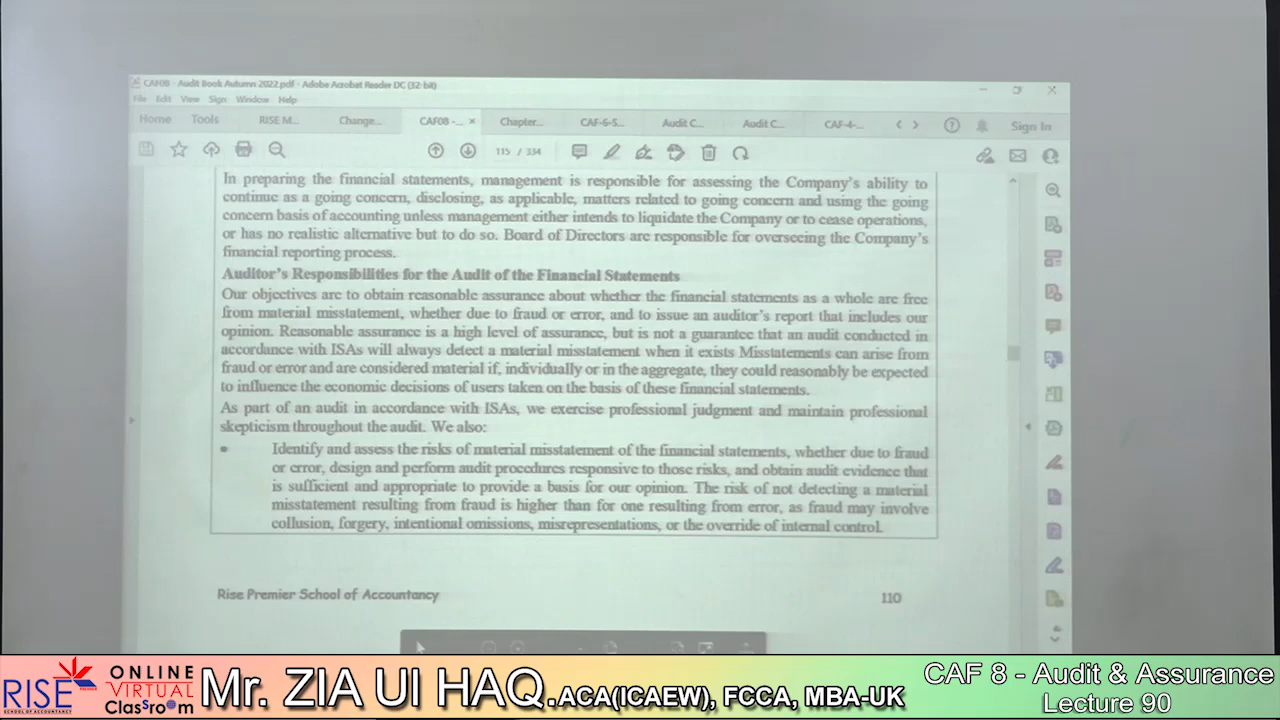 CAF08 - Audit Book Autumn 2022.pdf - Adobe Acrobat Reader DC (32-bit)
File Edit View Sign Window Help
Home Tools RISE M... Change... CAF08 -... × Chapter... CAF-6-S... Audit C... Audit C... CAF-4-... Sign In
115 / 334
In preparing the financial statements, management is responsible for assessing the Company's ability to
continue as a going concern, disclosing, as applicable, matters related to going concern and using the going
concern basis of accounting unless management either intends to liquidate the Company or to cease operations,
or has no realistic alternative but to do so. Board of Directors are responsible for overseeing the Company's
financial reporting process.
Auditor's Responsibilities for the Audit of the Financial Statements
Our objectives are to obtain reasonable assurance about whether the financial statements as a whole are free
from material misstatement, whether due to fraud or error, and to issue an auditor's report that includes our
opinion. Reasonable assurance is a high level of assurance, but is not a guarantee that an audit conducted in
accordance with ISAs will always detect a material misstatement when it exists Misstatements can arise from
fraud or error and are considered material if, individually or in the aggregate, they could reasonably be expected
to influence the economic decisions of users taken on the basis of these financial statements.
As part of an audit in accordance with ISAs, we exercise professional judgment and maintain professional
skepticism throughout the audit. We also:
• Identify and assess the risks of material misstatement of the financial statements, whether due to fraud
or error, design and perform audit procedures responsive to those risks, and obtain audit evidence that
is sufficient and appropriate to provide a basis for our opinion. The risk of not detecting a material
misstatement resulting from fraud is higher than for one resulting from error, as fraud may involve
collusion, forgery, intentional omissions, misrepresentations, or the override of internal control.
Rise Premier School of Accountancy 110
RISE
PREMIER
SCHOOL OF ACCOUNTANCY
ONLINE
VIRTUAL
ClasSroom
Mr. ZIA Ul HAQ. ACA(ICAEW), FCCA, MBA-UK
CAF 8 - Audit & Assurance
Lecture 90